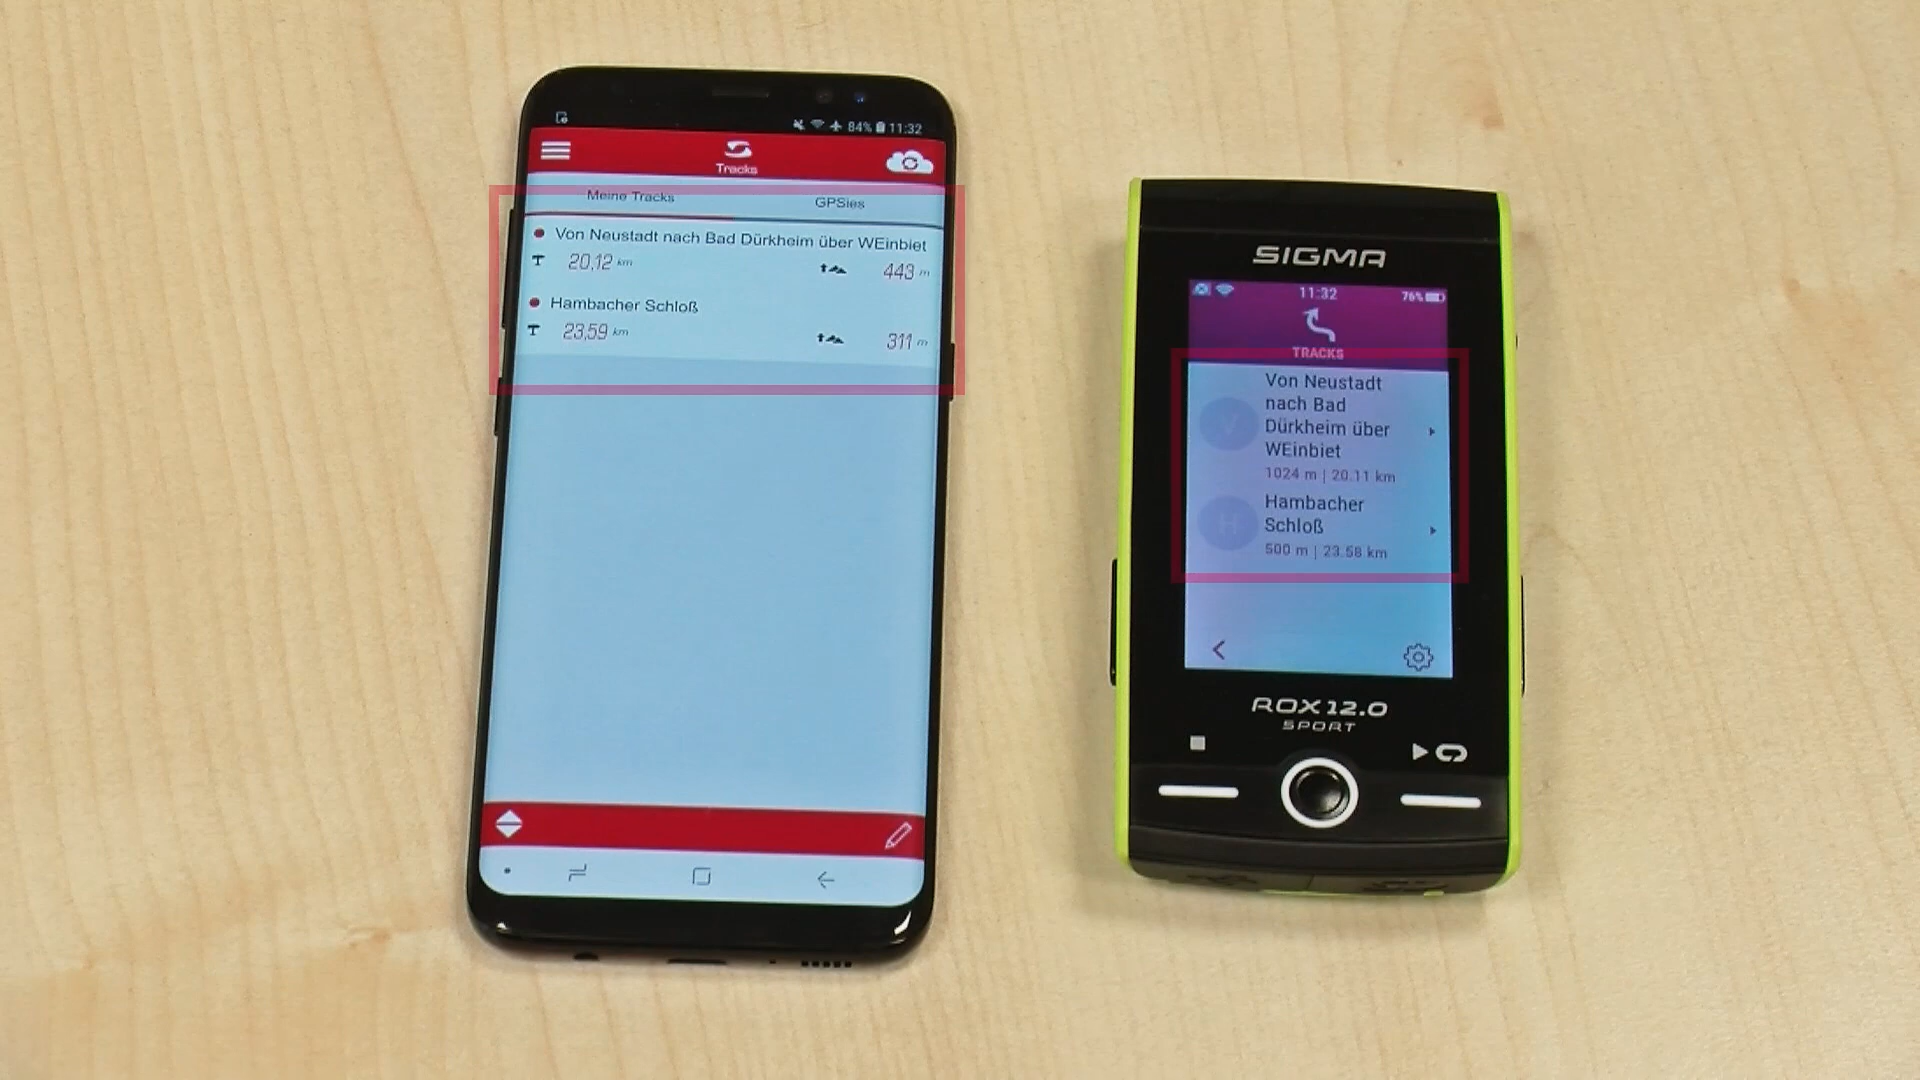 84% 11:32
Tracks
Meine Tracks
GPSies
Von Neustadt nach Bad Dürkheim über WEinbiet
20,12 km
443 m
Hambacher Schloß
23,59 km
311 m
SIGMA
11:32
76%
TRACKS
Von Neustadt
nach Bad
Dürkheim über
WEinbiet
V
1024 m | 20.11 km
Hambacher
Schloß
H
500 m | 23.58 km
ROX 12.0
SPORT